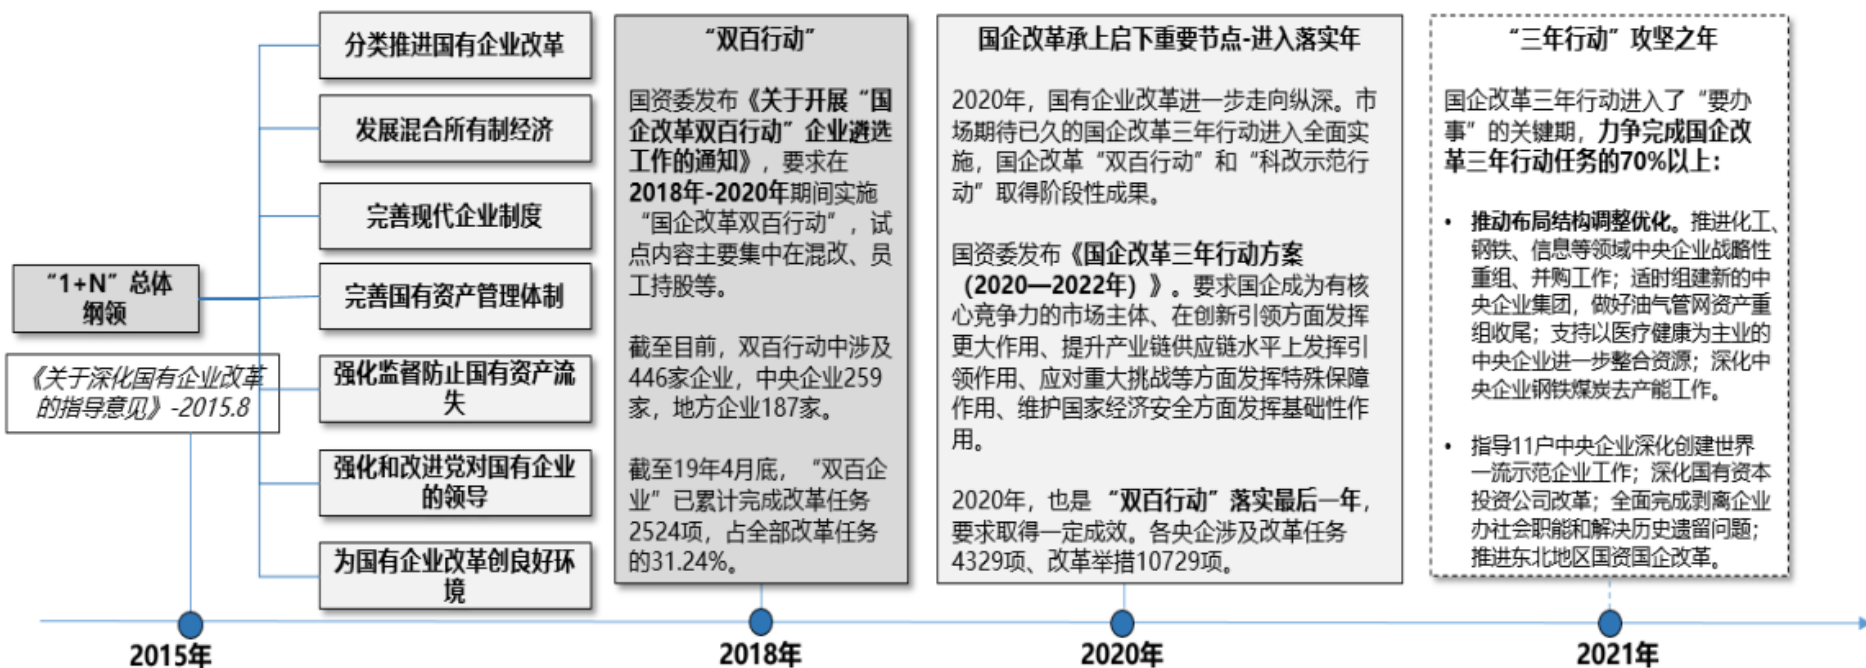 “1+N”总体
纲领
《关于深化国有企业改革
的指导意见》-2015.8
分类推进国有企业改革
发展混合所有制经济
完善现代企业制度
完善国有资产管理体制
强化监督防止国有资产流
失
强化和改进党对国有企业
的领导
为国有企业改革创良好环
境
“双百行动”
国资委发布《关于开展“国
企改革双百行动”企业遴选
工作的通知》，要求在
2018年-2020年期间实施
“国企改革双百行动”，试
点内容主要集中在混改、员
工持股等。
截至目前，双百行动中涉及
446家企业，中央企业259
家，地方企业187家。
截至19年4月底，“双百企
业”已累计完成改革任务
2524项，占全部改革任务
的31.24%。
国企改革承上启下重要节点-进入落实年
2020年，国有企业改革进一步走向纵深。市
场期待已久的国企改革三年行动进入全面实
施，国企改革“双百行动”和“科改示范行
动”取得阶段性成果。
国资委发布《国企改革三年行动方案
（2020—2022年）》。要求国企成为有核
心竞争力的市场主体、在创新引领方面发挥
更大作用、提升产业链供应链水平上发挥引
领作用、应对重大挑战等方面发挥特殊保障
作用、维护国家经济安全方面发挥基础性作
用。
2020年，也是“双百行动”落实最后一年，
要求取得一定成效。各央企涉及改革任务
4329项、改革举措10729项。
“三年行动”攻坚之年
国企改革三年行动进入了“要办
事”的关键期，力争完成国企改
革三年行动任务的70%以上：
• 推动布局结构调整优化。推进化工、
钢铁、信息等领域中央企业战略性
重组、并购工作；适时组建新的中
央企业集团，做好油气管网资产重
组收尾；支持以医疗健康为主业的
中央企业进一步整合资源；深化中
央企业钢铁煤炭去产能工作。
• 指导11户中央企业深化创建世界
一流示范企业工作；深化国有资本
投资公司改革；全面完成剥离企业
办社会职能和解决历史遗留问题；
推进东北地区国资国企改革。
2015年
2018年
2020年
2021年